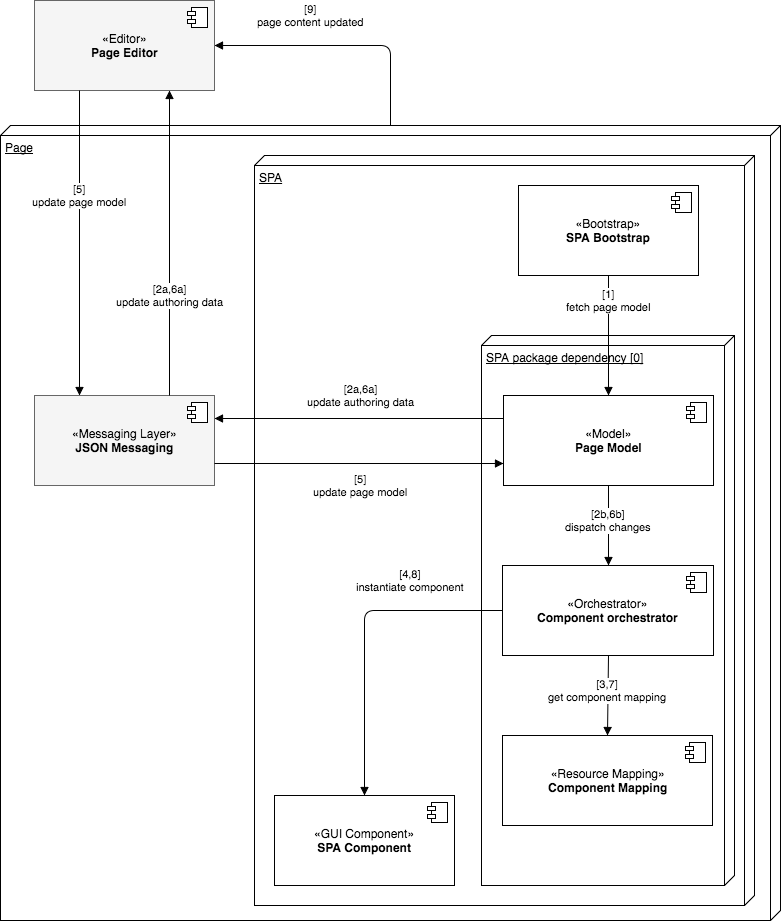 [9]
page content updated
«Editor»
Page Editor
Page
SPA
[5]
update page model
«Bootstrap»
SPA Bootstrap
[2a,6a]
update authoring data
[1]
fetch page model
SPA package dependency [0]
[2a,6a]
update authoring data
«Messaging Layer»
JSON Messaging
«Model»
Page Model
[5]
update page model
[2b,6b]
dispatch changes
[4,8]
instantiate component
«Orchestrator»
Component orchestrator
[3,7]
get component mapping
«Resource Mapping»
Component Mapping
«GUI Component»
SPA Component